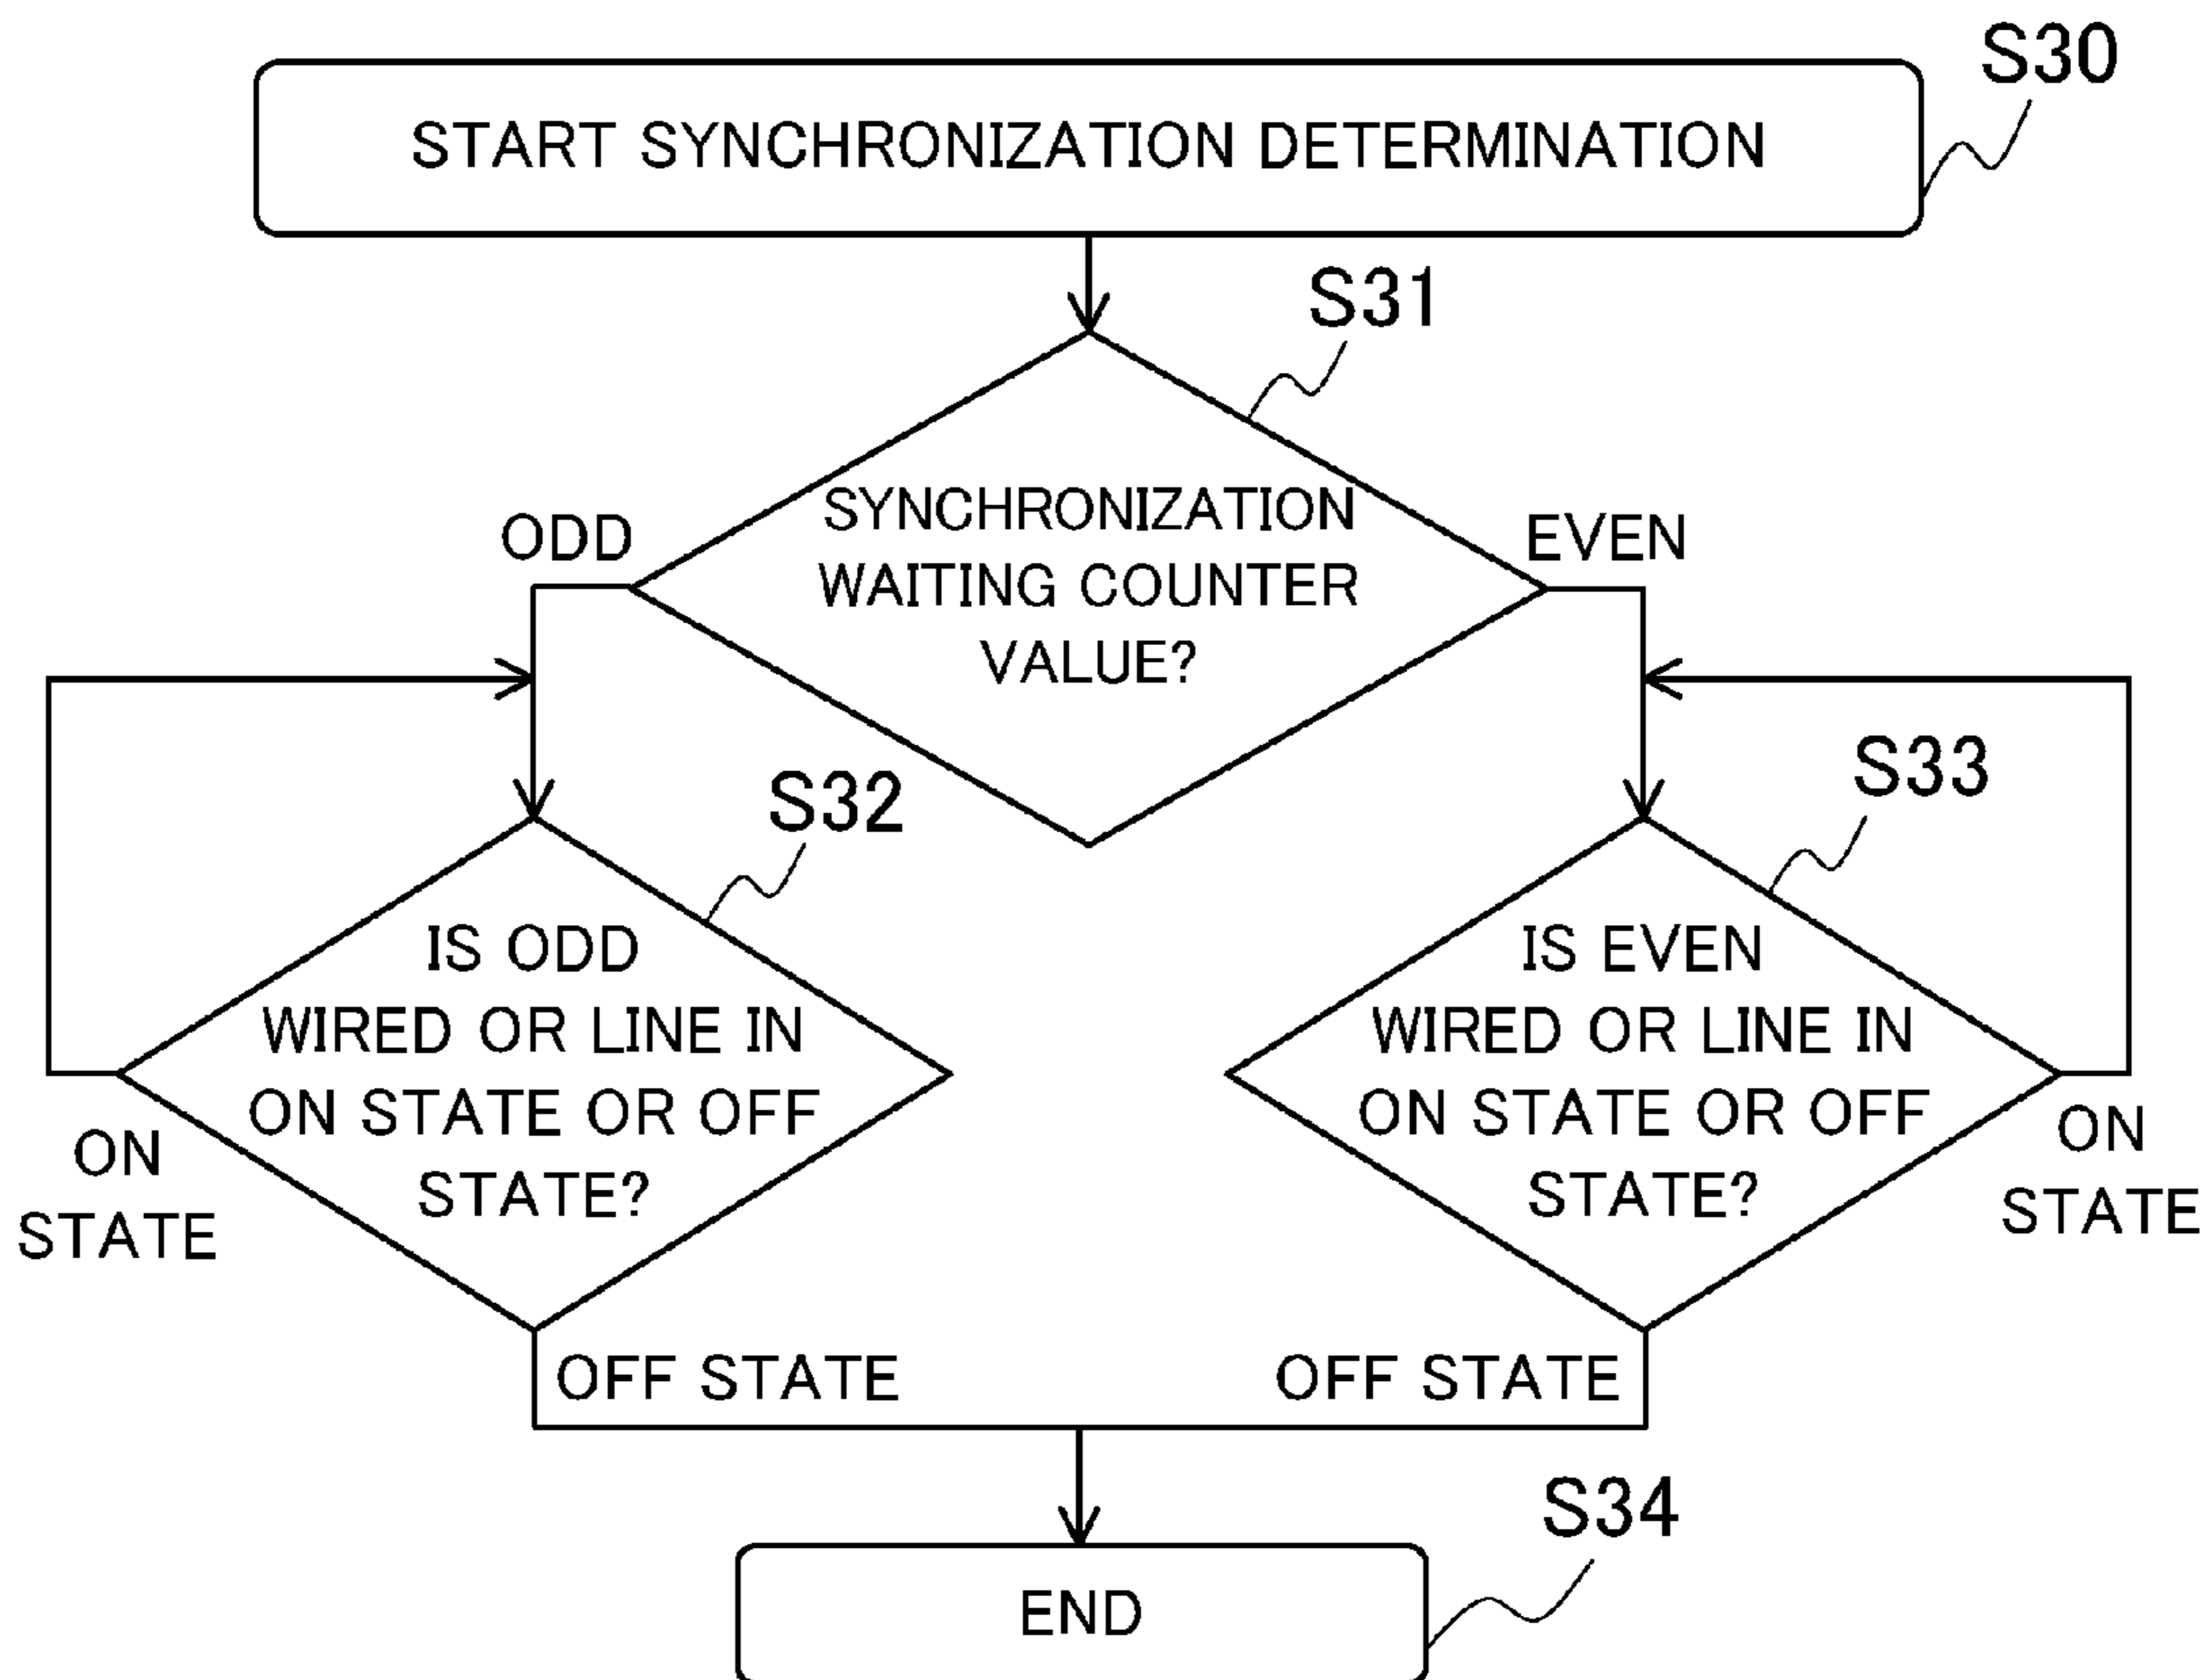 S30
START SYNCHRONIZATION DETERMINATION
S31
SYNCHRONIZATION
WAITING COUNTER
VALUE?
ODD
EVEN
S32
IS ODD
WIRED OR LINE IN
ON STATE OR OFF
STATE?
ON
STATE
OFF STATE
S33
IS EVEN
WIRED OR LINE IN
ON STATE OR OFF
STATE?
ON
STATE
OFF STATE
S34
END